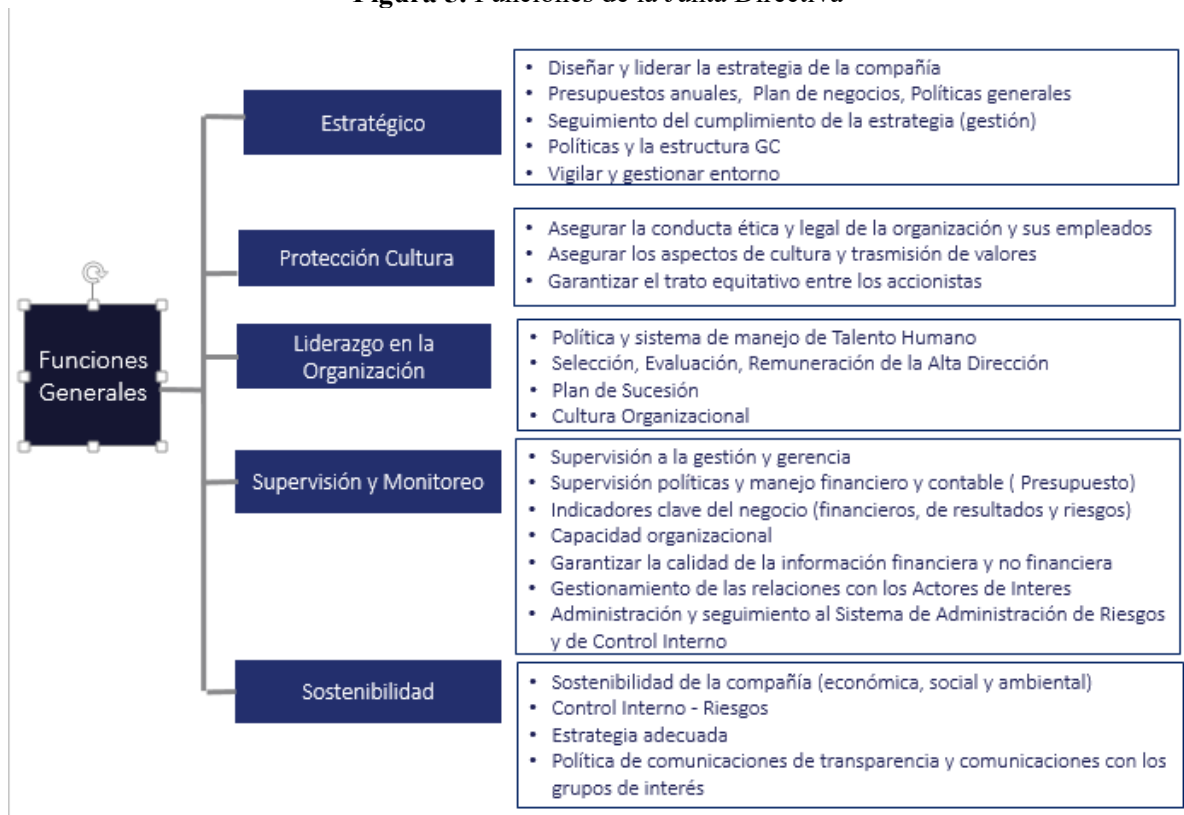 Figura 3. Funciones de la Junta Directiva
Funciones
Generales
Estratégico
• Diseñar y liderar la estrategia de la compañía
• Presupuestos anuales, Plan de negocios, Políticas generales
• Seguimiento del cumplimiento de la estrategia (gestión)
• Políticas y la estructura GC
• Vigilar y gestionar entorno
Protección Cultura
• Asegurar la conducta ética y legal de la organización y sus empleados
• Asegurar los aspectos de cultura y trasmisión de valores
• Garantizar el trato equitativo entre los accionistas
Liderazgo en la
Organización
• Política y sistema de manejo de Talento Humano
• Selección, Evaluación, Remuneración de la Alta Dirección
• Plan de Sucesión
• Cultura Organizacional
Supervisión y Monitoreo
• Supervisión a la gestión y gerencia
• Supervisión políticas y manejo financiero y contable ( Presupuesto)
• Indicadores clave del negocio (financieros, de resultados y riesgos)
• Capacidad organizacional
• Garantizar la calidad de la información financiera y no financiera
• Gestionamiento de las relaciones con los Actores de Interes
• Administración y seguimiento al Sistema de Administración de Riesgos
y de Control Interno
Sostenibilidad
• Sostenibilidad de la compañía (económica, social y ambiental)
• Control Interno - Riesgos
• Estrategia adecuada
• Política de comunicaciones de transparencia y comunicaciones con los
grupos de interés